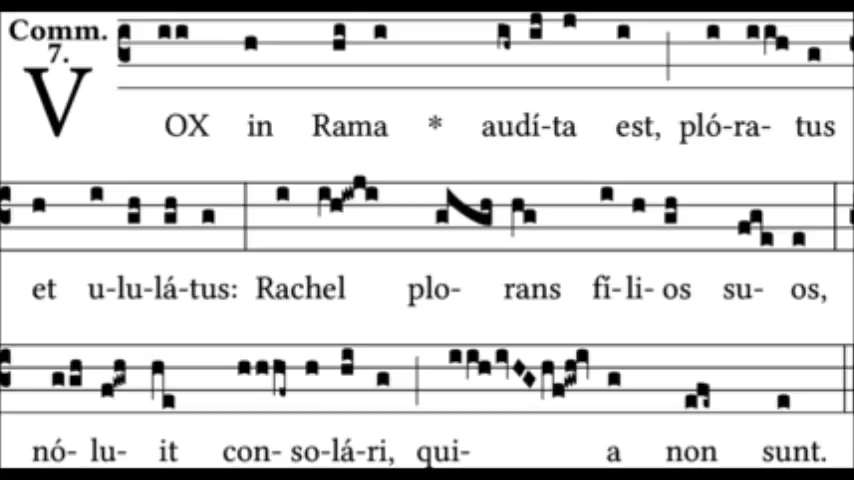 Comm.
7.
VOX in Rama * audí-ta est, pló-ra- tus
et u-lu-lá-tus: Rachel plo- rans fí-li- os su- os,
nó- lu- it con- so-lá-ri, qui- a non sunt.